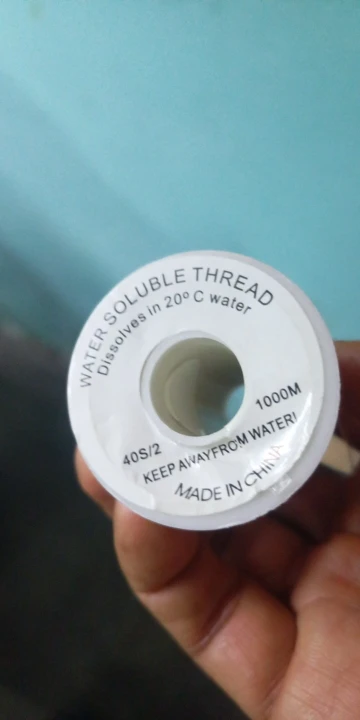 WATER SOLUBLE THREAD
Dissolves in 20º C water
40S/2
1000M
KEEP AWAYFROM WATER!
MADE IN CHINA